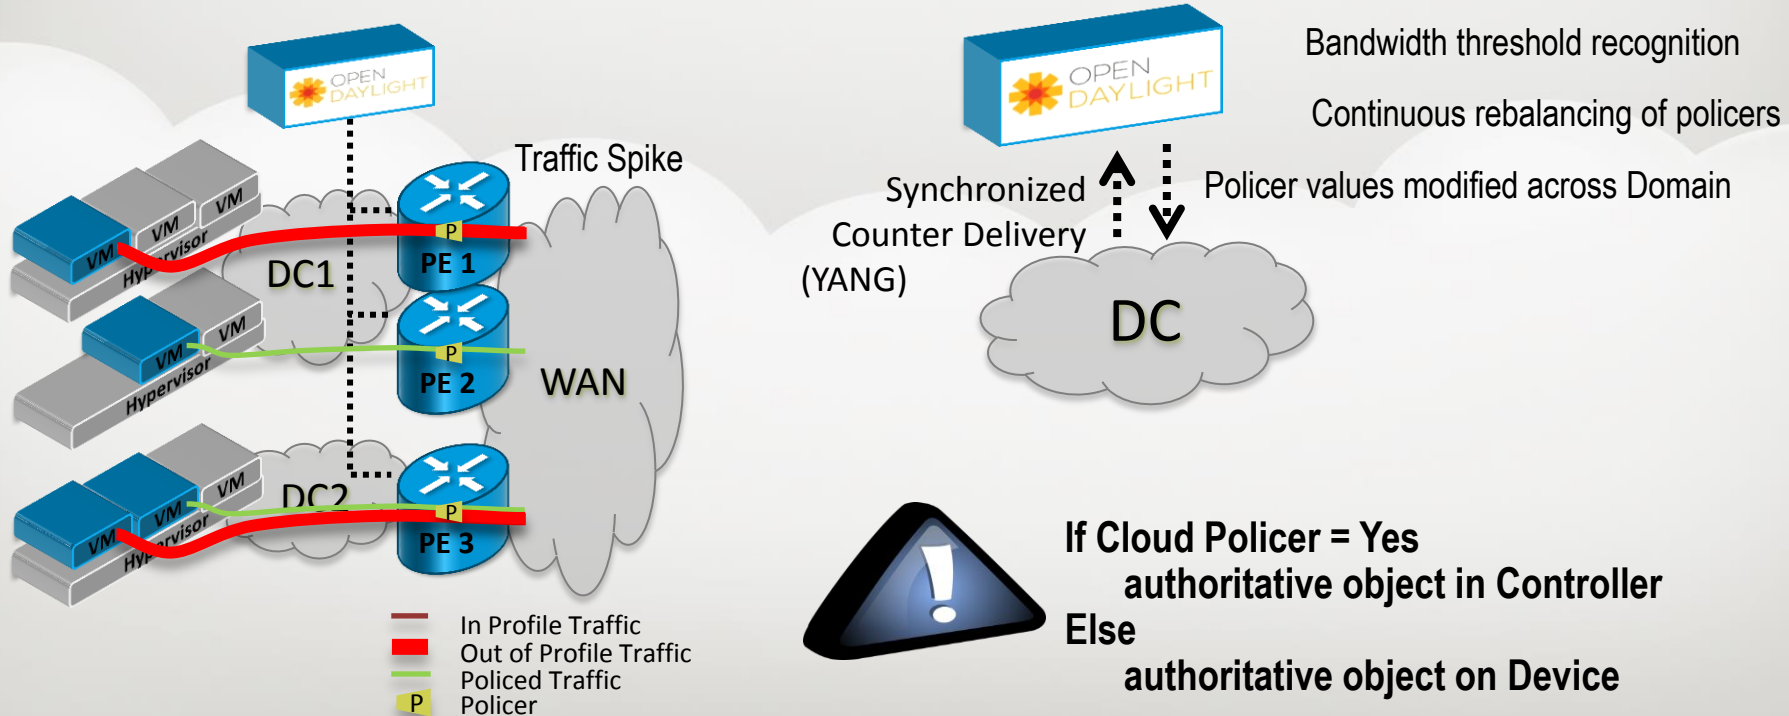 OPEN
DAYLIGHT
Traffic Spike
VM
VM
VM
Hypervisor
DC1
P
PE 1
VM
VM
Hypervisor
P
PE 2
WAN
VM
VM
VM
Hypervisor
DC2
P
PE 3
In Profile Traffic
Out of Profile Traffic
Policed Traffic
P Policer
OPEN
DAYLIGHT
Bandwidth threshold recognition
Continuous rebalancing of policers
Policer values modified across Domain
Synchronized
Counter Delivery
(YANG)
DC
If Cloud Policer = Yes
authoritative object in Controller
Else
authoritative object on Device